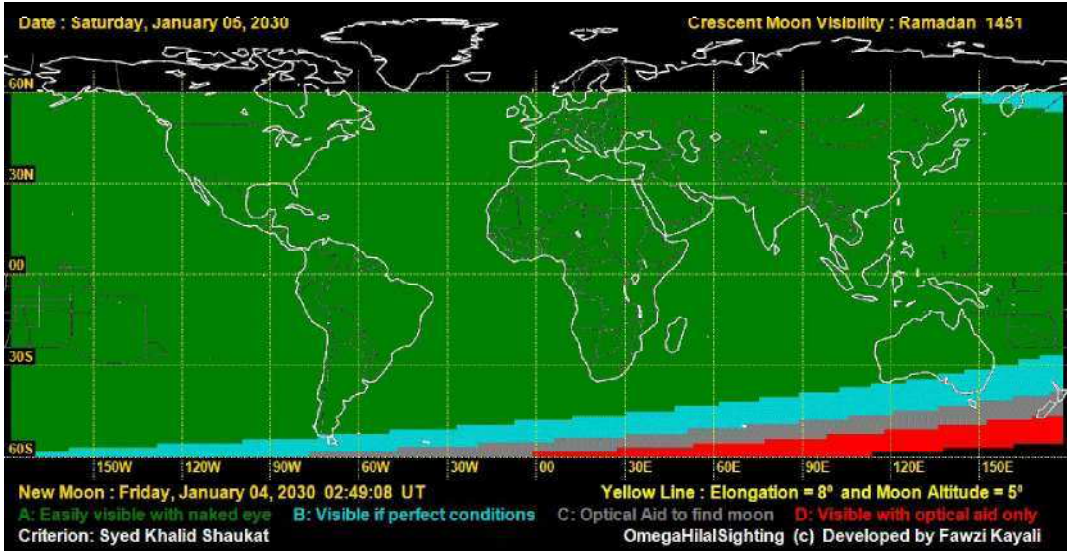 Date : Saturday, January 05, 2030
Crescent Moon Visibility : Ramadan 1451
60N
30N
00
30S
60S
150W 120W 90W 60W 30W 00 30E 60E 90E 120E 150E
New Moon : Friday, January 04, 2030 02:49:08 UT
Yellow Line : Elongation = 8º and Moon Altitude = 5º
A: Easily visible with naked eye
B: Visible if perfect conditions
C: Optical Aid to find moon
D: Visible with optical aid only
Criterion: Syed Khalid Shaukat
OmegaHilalSighting (c) Developed by Fawzi Kayali